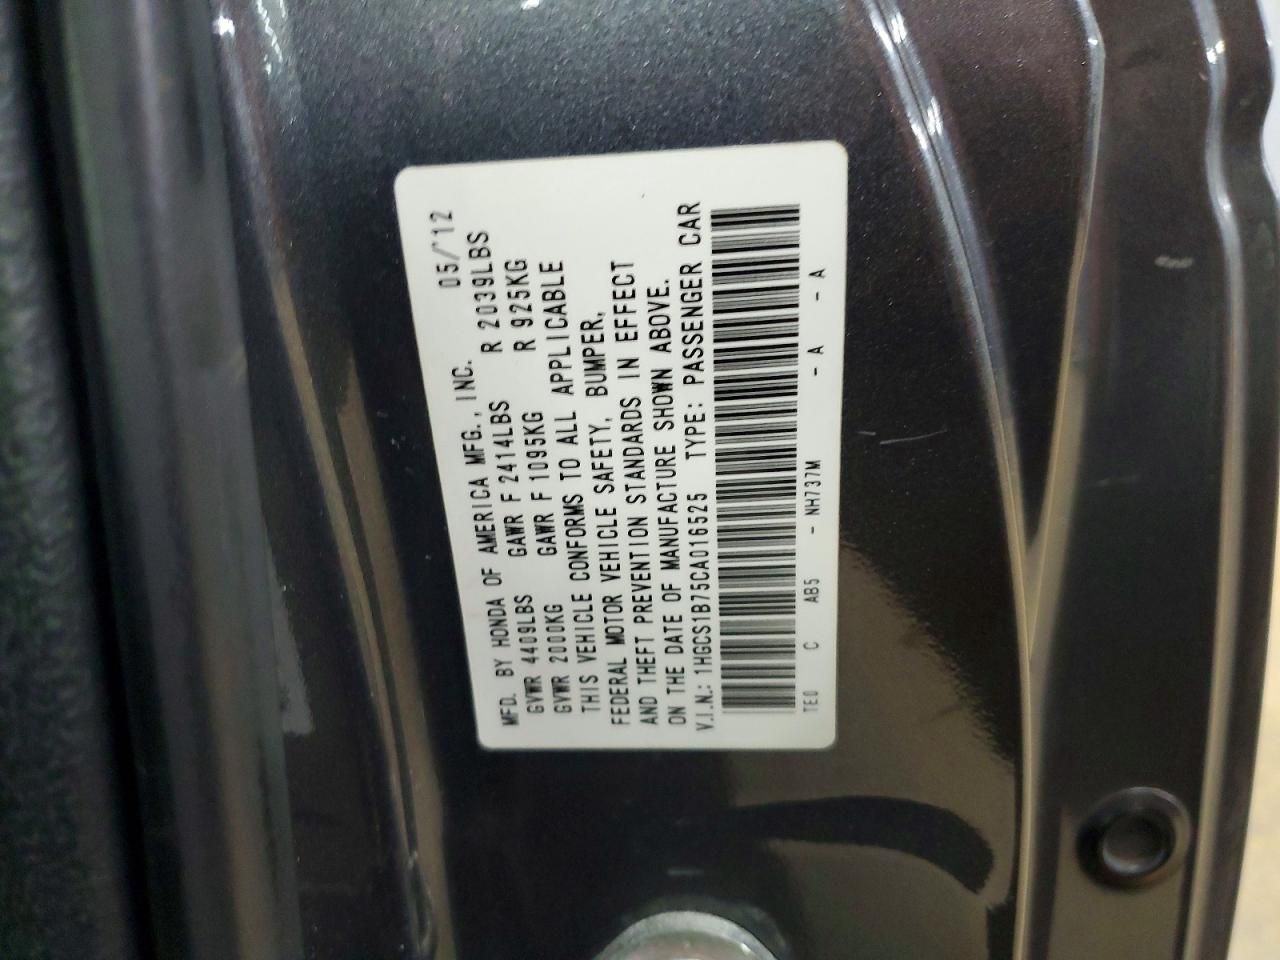 MFD. BY HONDA OF AMERICA MFG., INC. 05/'12
GVWR 4409LBS GAWR F 2414LBS R 2039LBS
GVWR 2000KG GAWR F 1095KG R 925KG
THIS VEHICLE CONFORMS TO ALL APPLICABLE
FEDERAL MOTOR VEHICLE SAFETY, BUMPER,
AND THEFT PREVENTION STANDARDS IN EFFECT
ON THE DATE OF MANUFACTURE SHOWN ABOVE.
V.I.N.: 1HGCS1B75CA016525 TYPE: PASSENGER CAR
TE0 C AB5 - NH737M - A - A